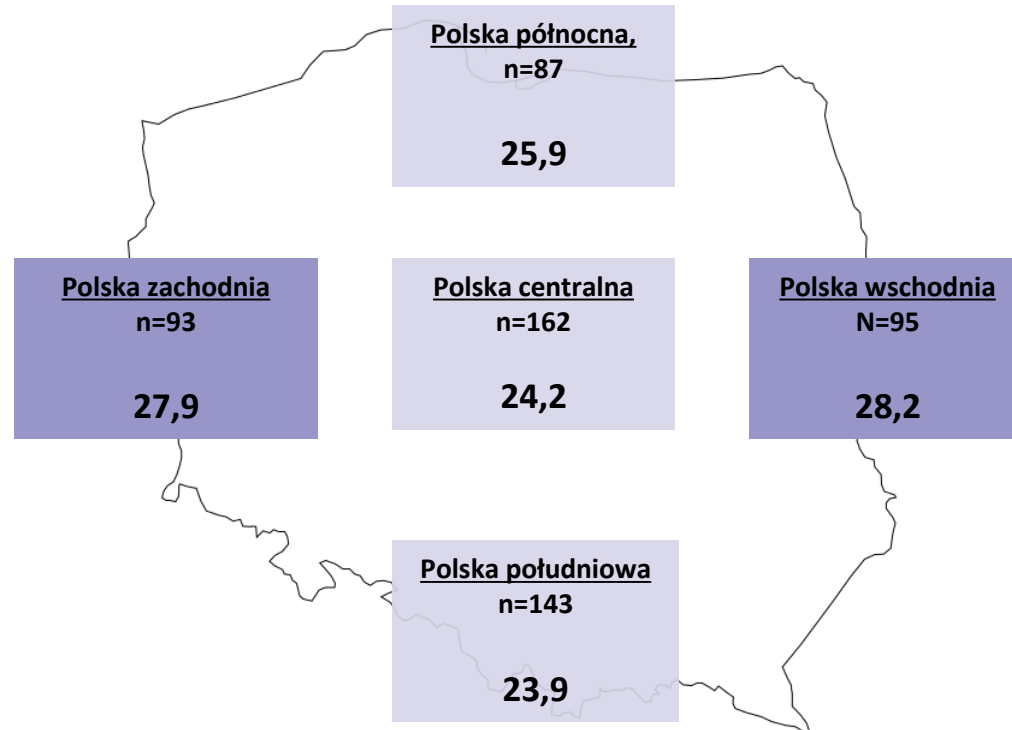 Polska północna,
n=87
25,9
Polska zachodnia
n=93
27,9
Polska centralna
n=162
24,2
Polska wschodnia
N=95
28,2
Polska południowa
n=143
23,9